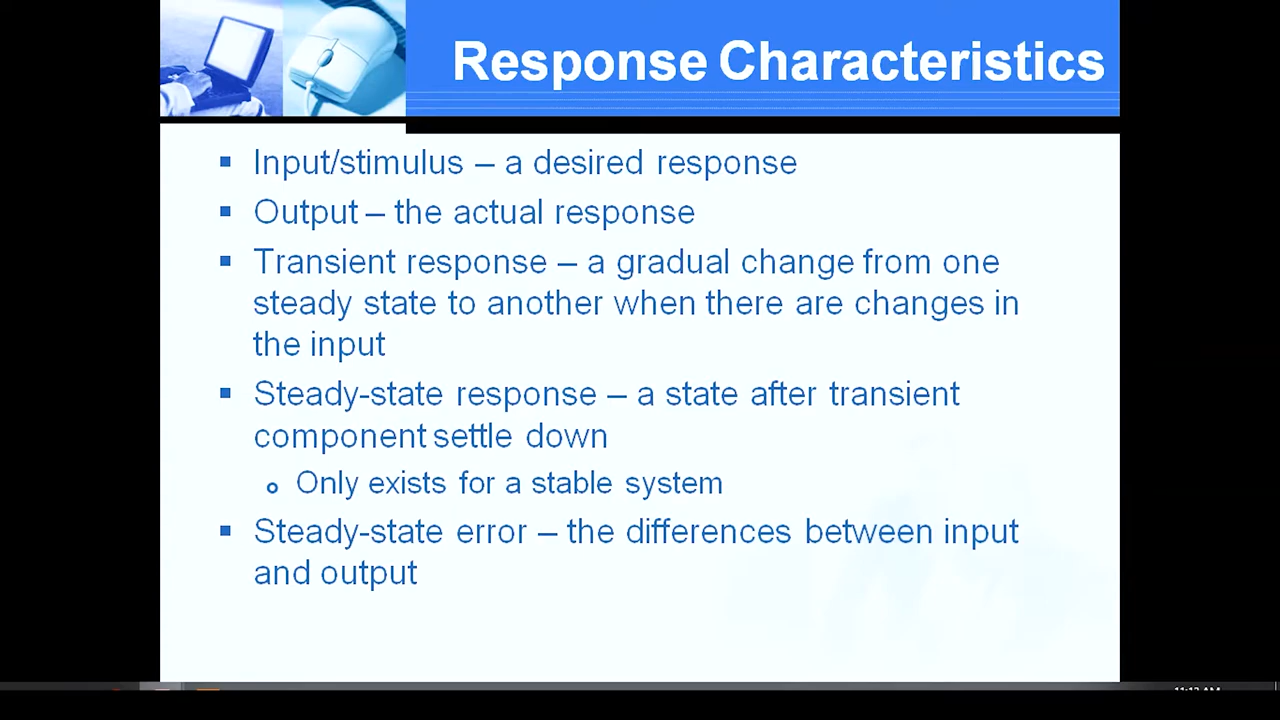 Response Characteristics
Input/stimulus – a desired response
Output – the actual response
Transient response – a gradual change from one
steady state to another when there are changes in
the input
Steady-state response – a state after transient
component settle down
Only exists for a stable system
Steady-state error – the differences between input
and output